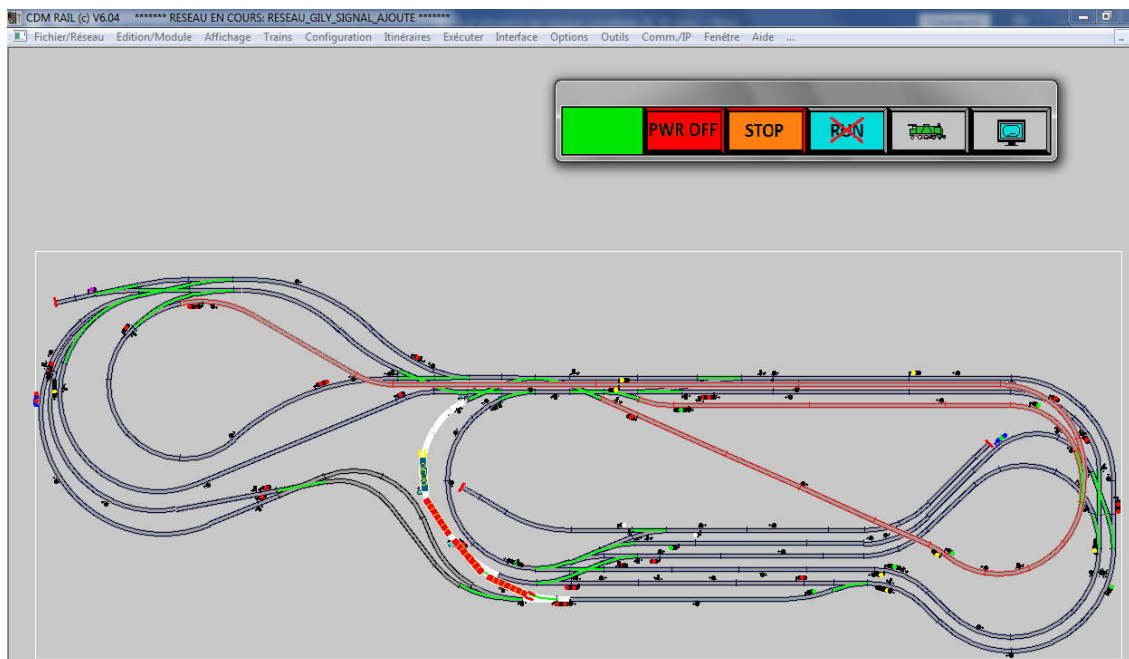 CDM RAIL (c) V6.04 ******* RESEAU EN COURS: RESEAU_GILY_SIGNAL_AJOUTE *******
Fichier/Réseau Edition/Module Affichage Trains Configuration Itinéraires Exécuter Interface Options Outils Comm./IP Fenêtre Aide ...
PWR OFF STOP RUN